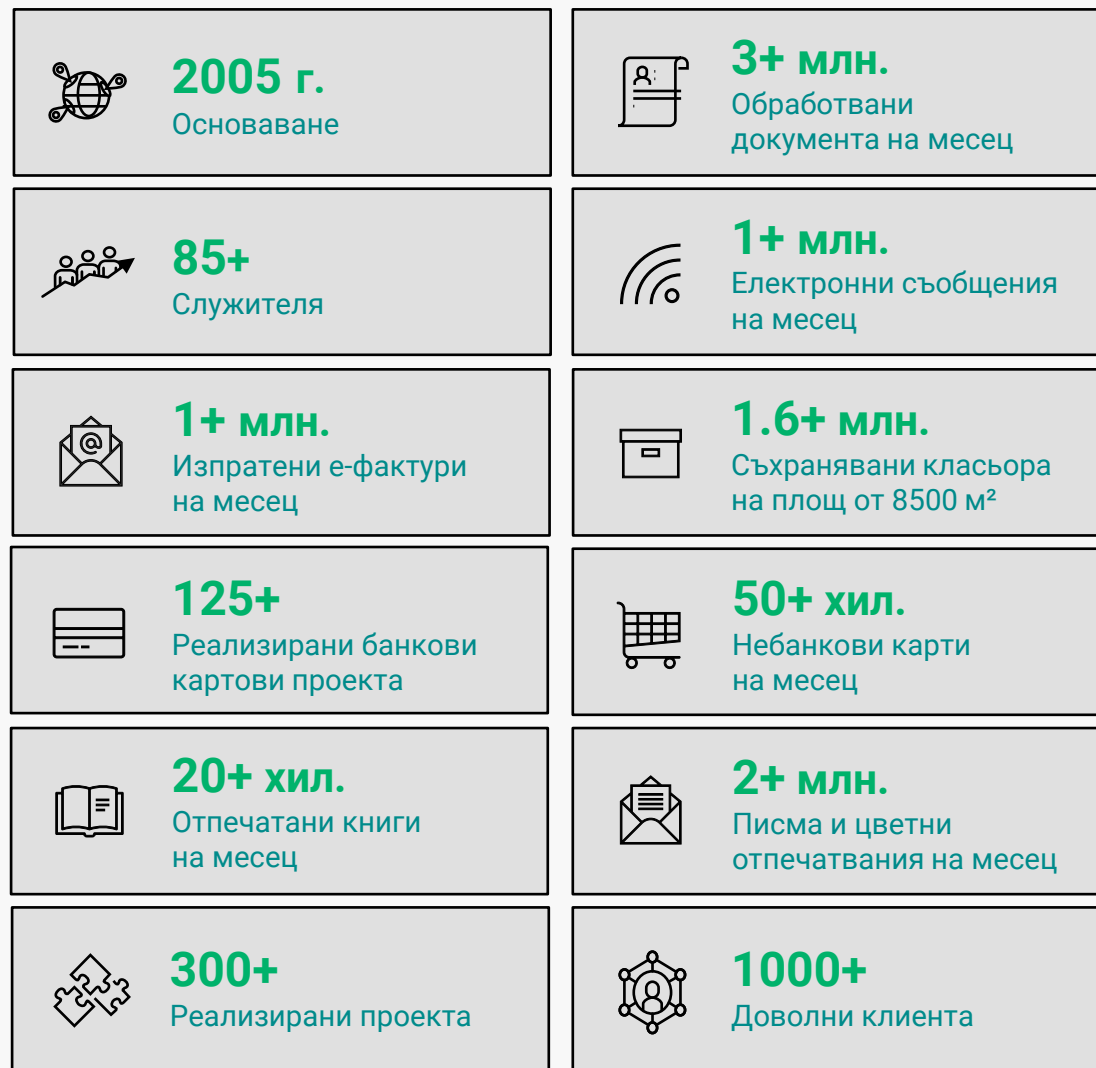 2005 г.
Основаване
3+ млн.
Обработвани
документа на месец
85+
Служителя
1+ млн.
Електронни съобщения
на месец
1+ млн.
Изпратени е-фактури
на месец
1.6+ млн.
Съхранявани класьора
на площ от 8500 м²
125+
Реализирани банкови
картови проекта
50+ хил.
Небанкови карти
на месец
20+ хил.
Отпечатани книги
на месец
2+ млн.
Писма и цветни
отпечатвания на месец
300+
Реализирани проекта
1000+
Доволни клиента